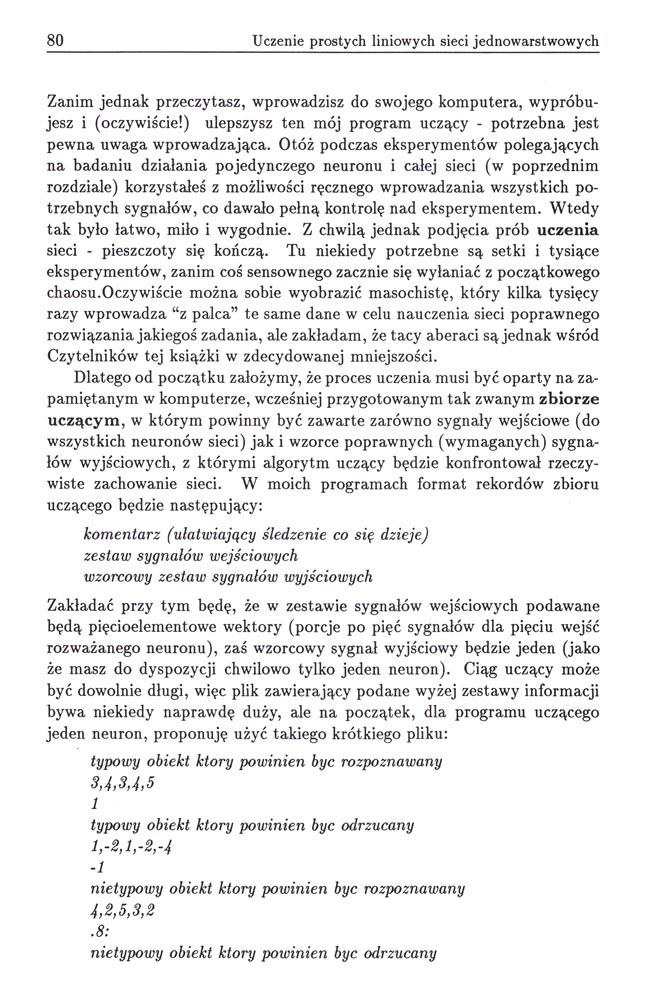 80 Uczenie prostych liniowych sieci jednowarstwowych
Zanim jednak przeczytasz, wprowadzisz do swojego komputera, wypróbu-
jesz i (oczywiście!) ulepszysz ten mój program uczący - potrzebna jest
pewna uwaga wprowadzająca. Otóż podczas eksperymentów polegających
na badaniu działania pojedynczego neuronu i całej sieci (w poprzednim
rozdziale) korzystałeś z możliwości ręcznego wprowadzania wszystkich po-
trzebnych sygnałów, co dawało pełną kontrolę nad eksperymentem. Wtedy
tak było łatwo, miło i wygodnie. Z chwilą jednak podjęcia prób uczenia
sieci - pieszczoty się kończą. Tu niekiedy potrzebne są setki i tysiące
eksperymentów, zanim coś sensownego zacznie się wyłaniać z początkowego
chaosu.Oczywiście można sobie wyobrazić masochistę, który kilka tysięcy
razy wprowadza “z palca” te same dane w celu nauczenia sieci poprawnego
rozwiązania jakiegoś zadania, ale zakładam, że tacy aberaci są jednak wśród
Czytelników tej książki w zdecydowanej mniejszości.
Dlatego od początku założymy, że proces uczenia musi być oparty na za-
pamiętanym w komputerze, wcześniej przygotowanym tak zwanym zbiorze
uczącym, w którym powinny być zawarte zarówno sygnały wejściowe (do
wszystkich neuronów sieci) jak i wzorce poprawnych (wymaganych) sygna-
łów wyjściowych, z którymi algorytm uczący będzie konfrontował rzeczy-
wiste zachowanie sieci. W moich programach format rekordów zbioru
uczącego będzie następujący:
komentarz (ułatwiający śledzenie co się dzieje)
zestaw sygnałów wejściowych
wzorcowy zestaw sygnałów wyjściowych
Zakładać przy tym będę, że w zestawie sygnałów wejściowych podawane
będą pięcioelementowe wektory (porcje po pięć sygnałów dla pięciu wejść
rozważanego neuronu), zaś wzorcowy sygnał wyjściowy będzie jeden (jako
że masz do dyspozycji chwilowo tylko jeden neuron). Ciąg uczący może
być dowolnie długi, więc plik zawierający podane wyżej zestawy informacji
bywa niekiedy naprawdę duży, ale na początek, dla programu uczącego
jeden neuron, proponuję użyć takiego krótkiego pliku:
typowy obiekt ktory powinien byc rozpoznawany
3,4,3,4,5
1
typowy obiekt ktory powinien byc odrzucany
1,-2,1,-2,-4
-1
nietypowy obiekt ktory powinien byc rozpoznawany
4,2,5,3,2
.8:
nietypowy obiekt ktory powinien byc odrzucany